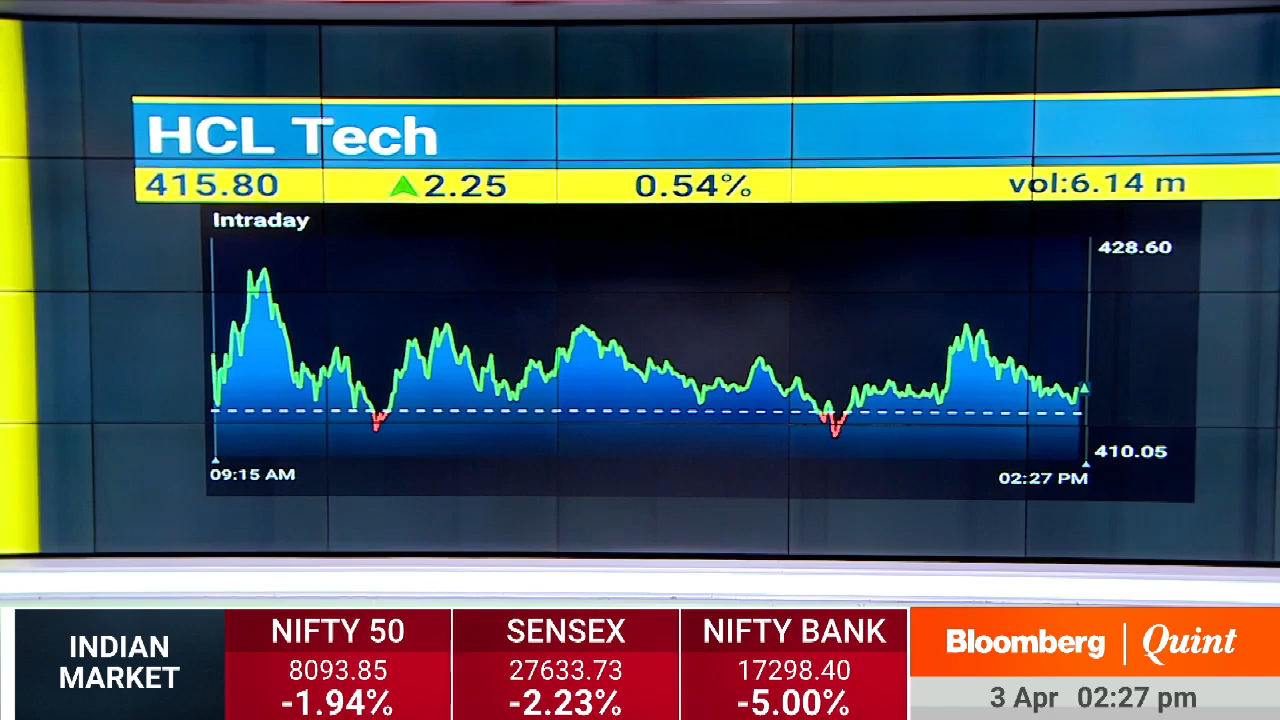 HCL Tech
415.80 ▲2.25 0.54% vol:6.14 m
Intraday
428.60
410.05
09:15 AM 02:27 PM
INDIAN MARKET
NIFTY 50
8093.85
-1.94%
SENSEX
27633.73
-2.23%
NIFTY BANK
17298.40
-5.00%
Bloomberg | Quint
3 Apr 02:27 pm